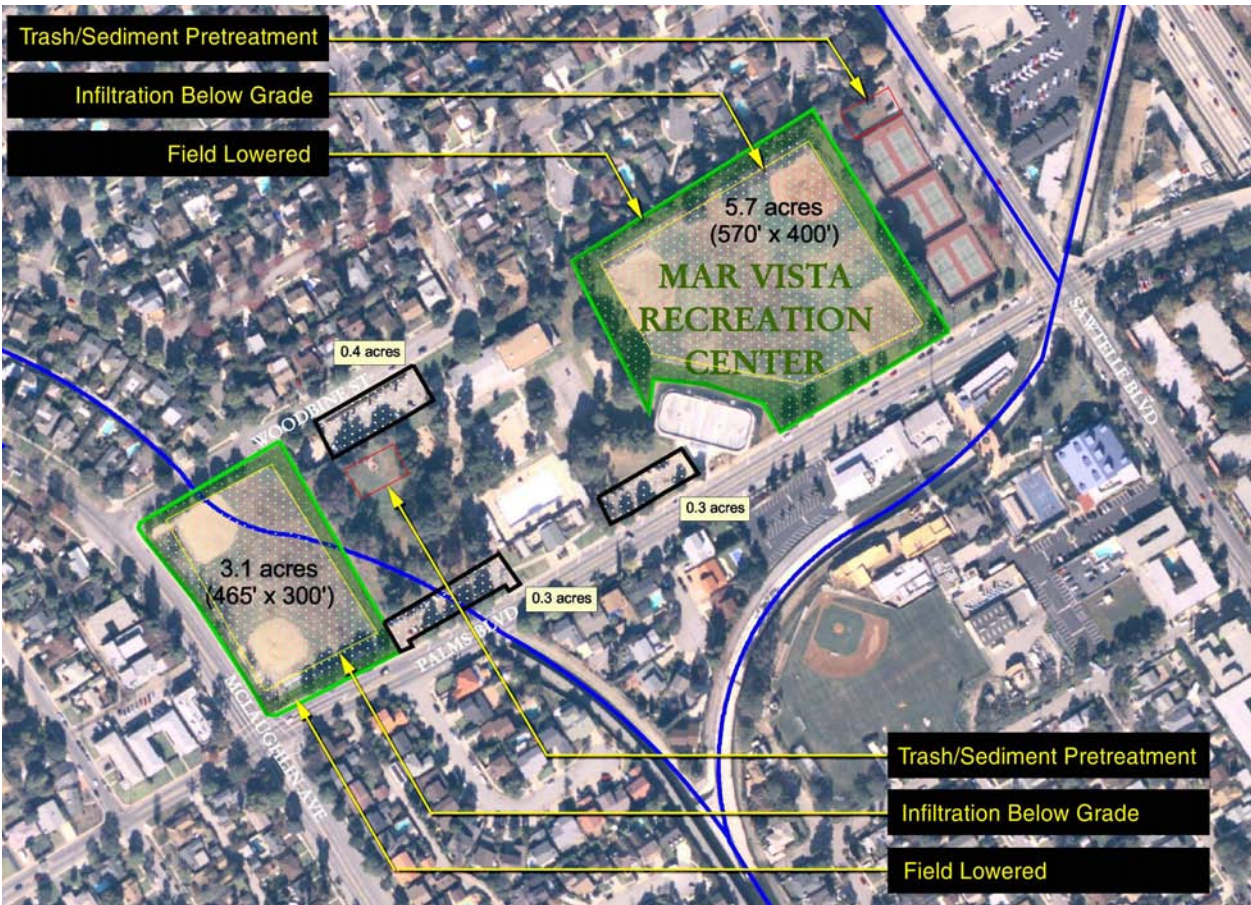 Trash/Sediment Pretreatment
Infiltration Below Grade
Field Lowered
5.7 acres
(570' x 400')
MAR VISTA
RECREATION
CENTER
SAWTELLE BLVD
0.4 acres
WOODBINE ST
0.3 acres
3.1 acres
(465' x 300')
0.3 acres
PALMS BLVD
MCLAUGHLIN AVE
Trash/Sediment Pretreatment
Infiltration Below Grade
Field Lowered